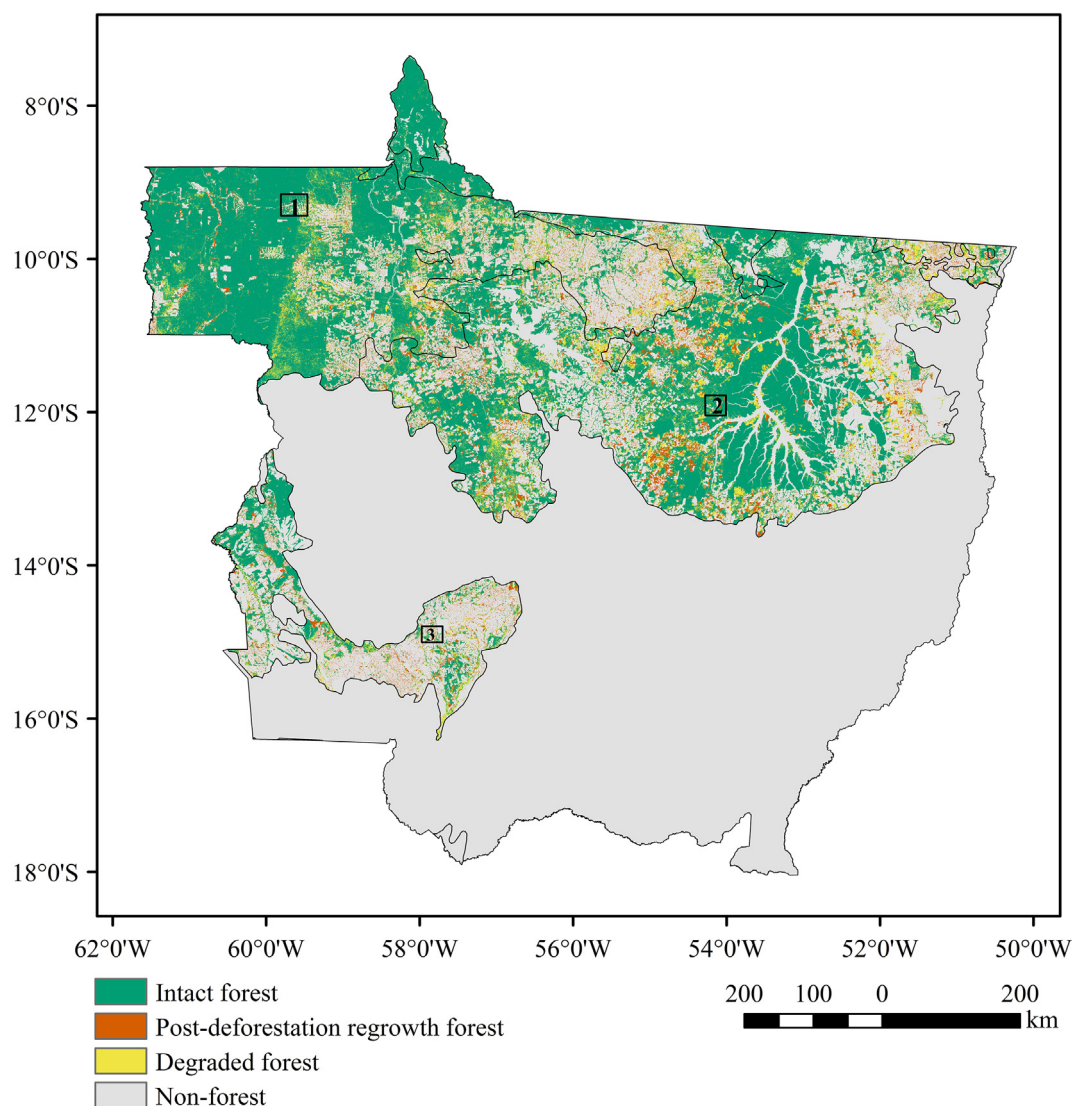 8°0'S
1
10°0'S
2
12°0'S
14°0'S
3
16°0'S
18°0'S
62°0'W 60°0'W 58°0'W 56°0'W 54°0'W 52°0'W 50°0'W
Intact forest
200 100 0 200
km
Post-deforestation regrowth forest
Degraded forest
Non-forest